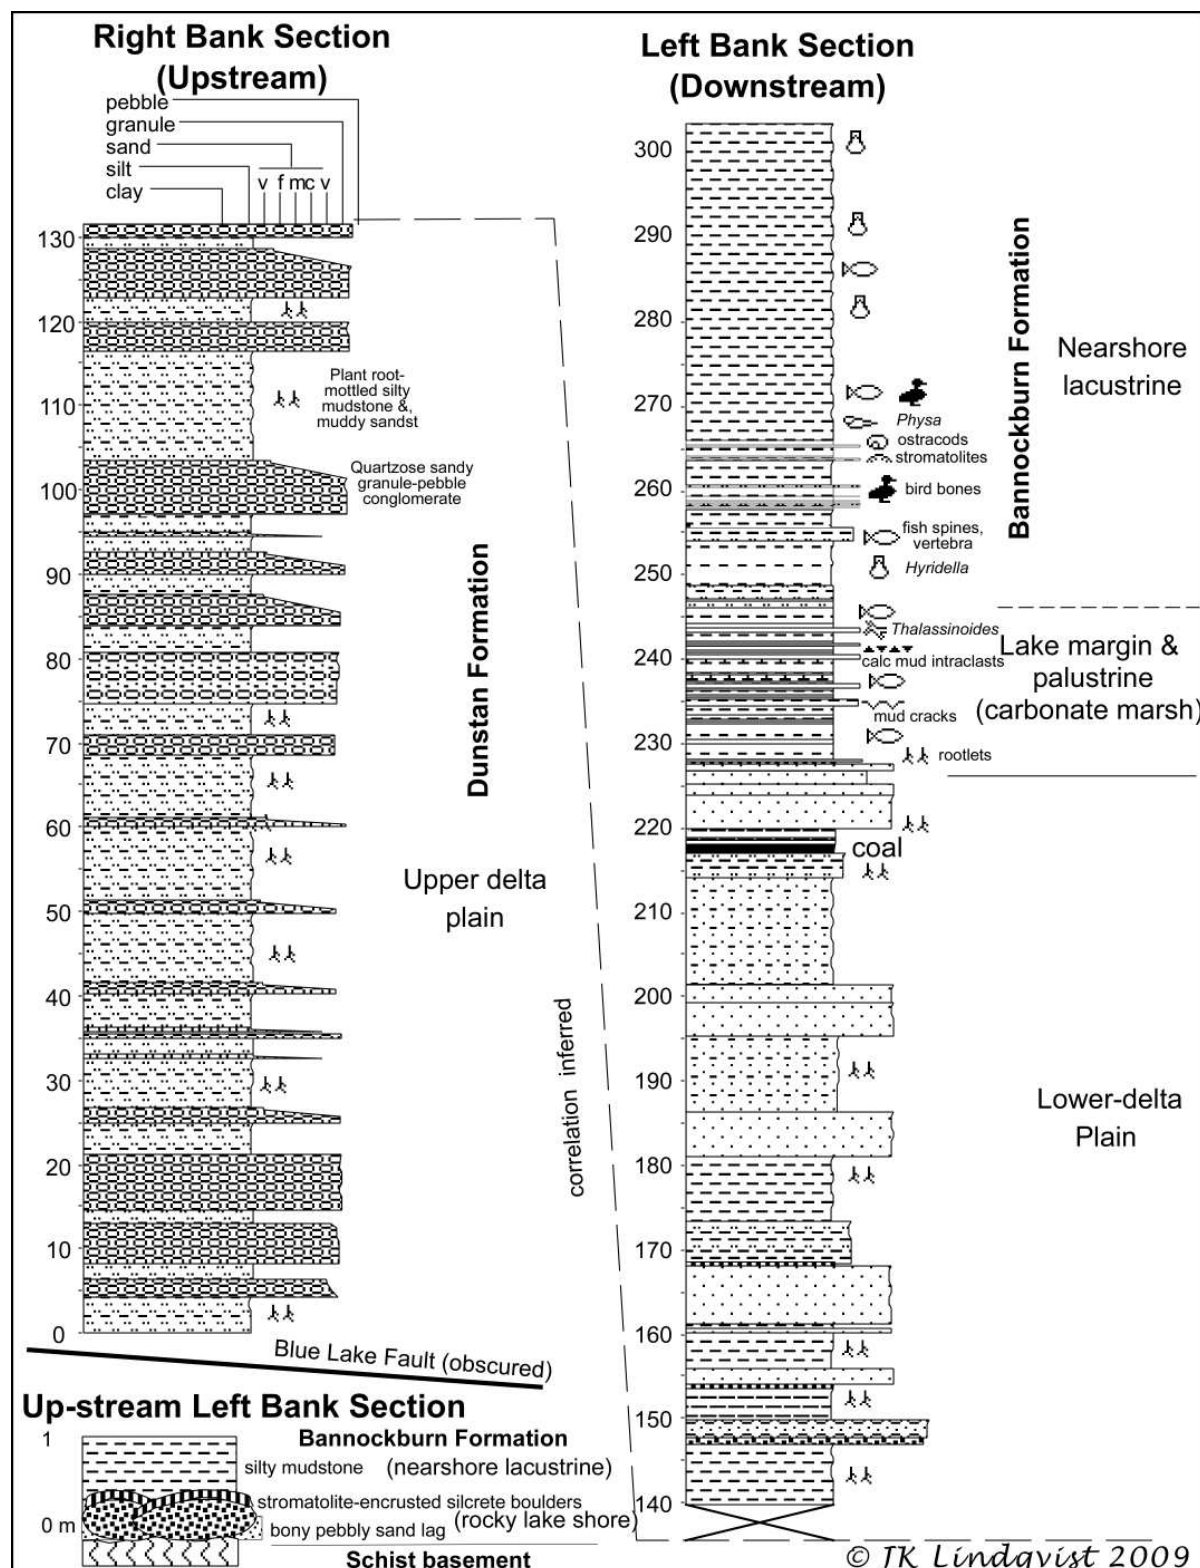 Right Bank Section
(Upstream)
pebble
granule
sand
silt
clay
v f m c v
130
120
110
100
90
80
70
60
50
40
30
20
10
0
Plant root-
mottled silty
mudstone &,
muddy sandst
Quartzose sandy
granule-pebble
conglomerate
Dunstan Formation
Upper delta
plain
correlation inferred
Blue Lake Fault (obscured)
Left Bank Section
(Downstream)
300
290
280
270
260
250
240
230
220
210
200
190
180
170
160
150
140
Physa
ostracods
stromatolites
bird bones
fish spines,
vertebra
Hyridella
Thalassinoides
calc mud intraclasts
mud cracks
rootlets
coal
Bannockburn Formation
Nearshore
lacustrine
Lake margin &
palustrine
(carbonate marsh)
Lower-delta
Plain
Up-stream Left Bank Section
1
0 m
Bannockburn Formation
silty mudstone (nearshore lacustrine)
stromatolite-encrusted silcrete boulders
(rocky lake shore)
bony pebbly sand lag
Schist basement
© JK Lindqvist 2009